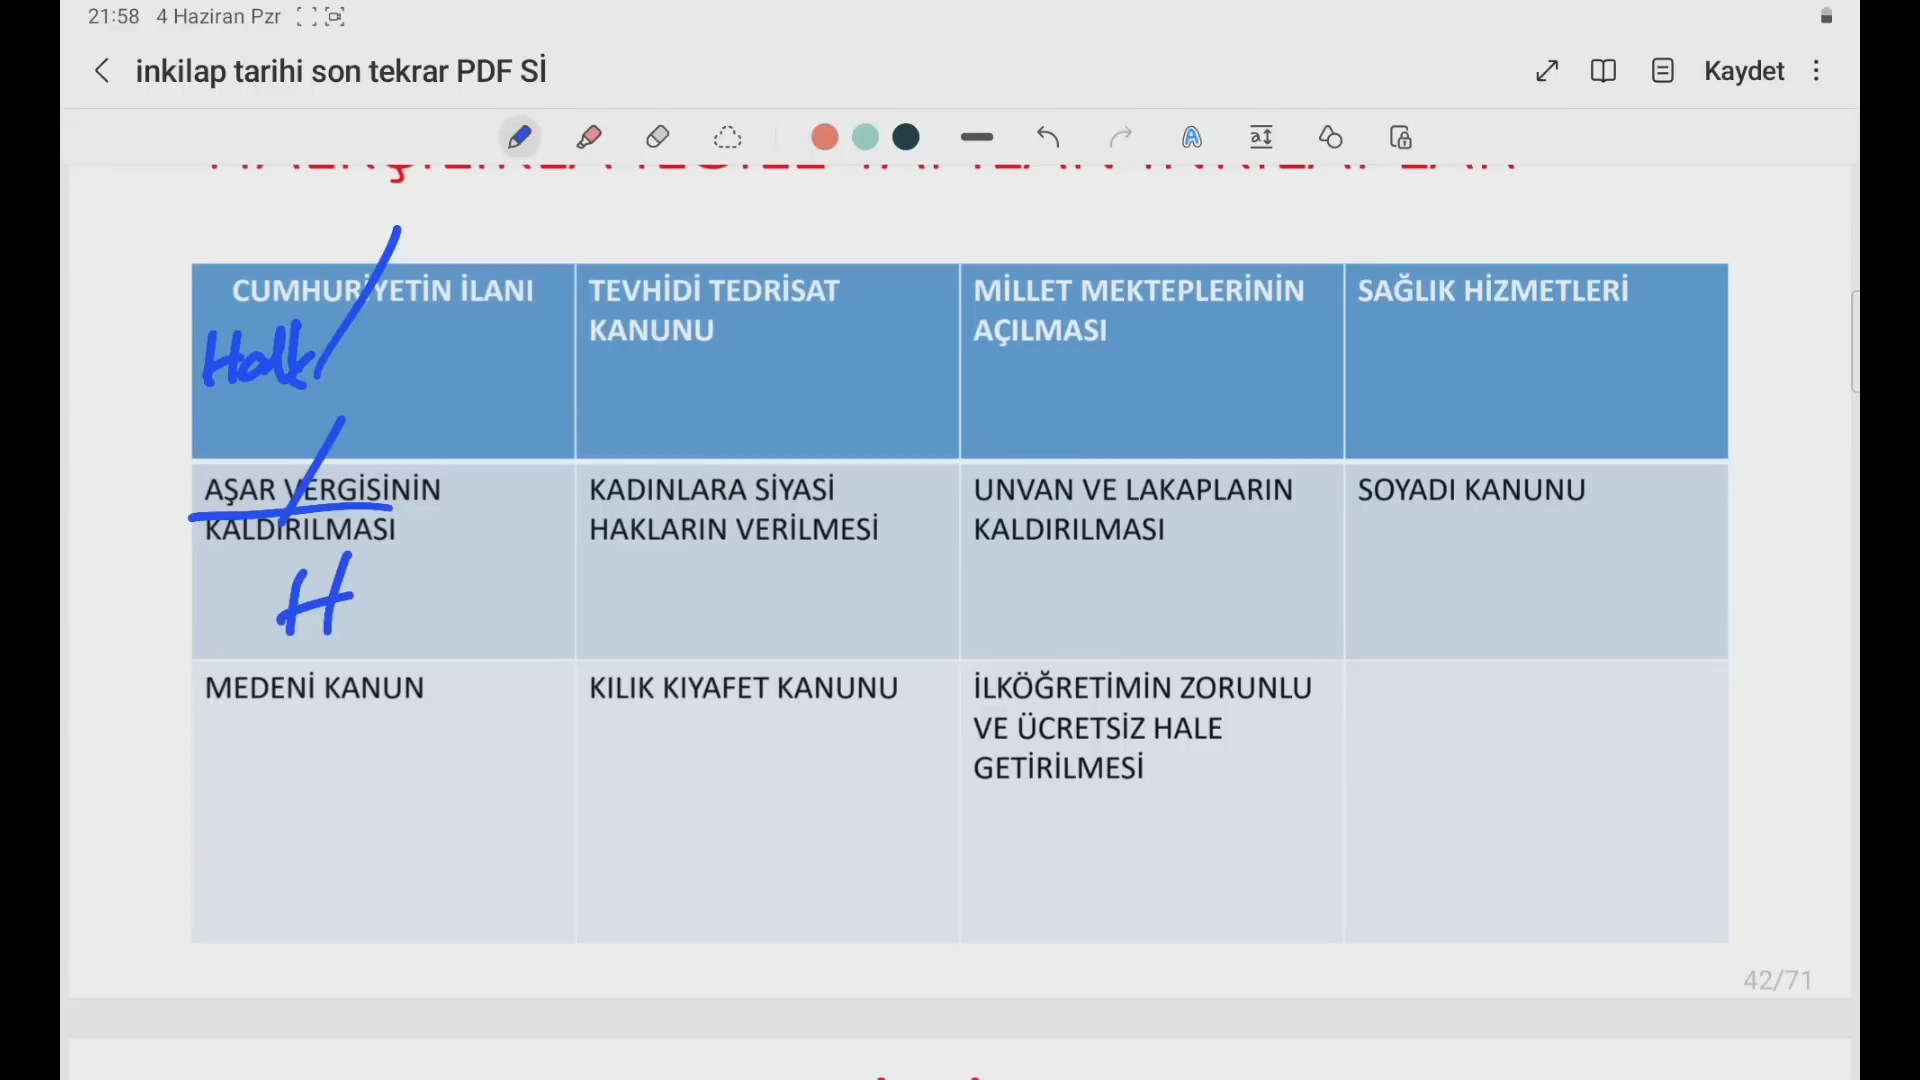 21:58 4 Haziran Pzr
inkilap tarihi son tekrar PDF Sİ
Kaydet
CUMHURİYETİN İLANI
TEVHİDİ TEDRİSAT
KANUNU
MİLLET MEKTEPLERİNİN
AÇILMASI
SAĞLIK HİZMETLERİ
Halk
AŞAR VERGİSİNİN
KALDIRILMASI
KADINLARA SİYASİ
HAKLARIN VERİLMESİ
UNVAN VE LAKAPLARIN
KALDIRILMASI
SOYADI KANUNU
H
MEDENİ KANUN
KILIK KIYAFET KANUNU
İLKÖĞRETİMİN ZORUNLU
VE ÜCRETSİZ HALE
GETİRİLMESİ
42/71